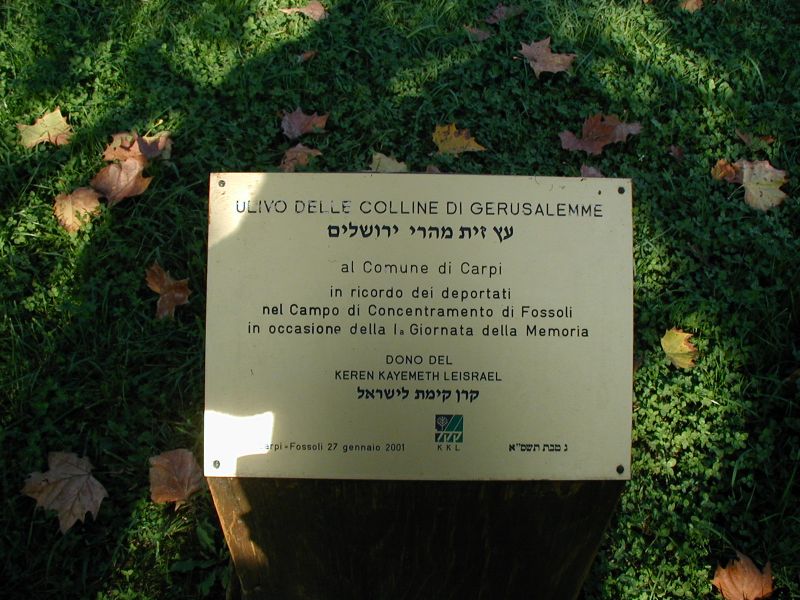 ULIVO DELLE COLLINE DI GERUSALEMME
עץ זית מהרי ירושלים
al Comune di Carpi
in ricordo dei deportati
nel Campo di Concentramento di Fossoli
in occasione della Iª Giornata della Memoria
DONO DEL
KEREN KAYEMETH LEISRAEL
קרן קימת לישראל
KKL
Carpi-Fossoli 27 gennaio 2001
ג טבת תשס"א